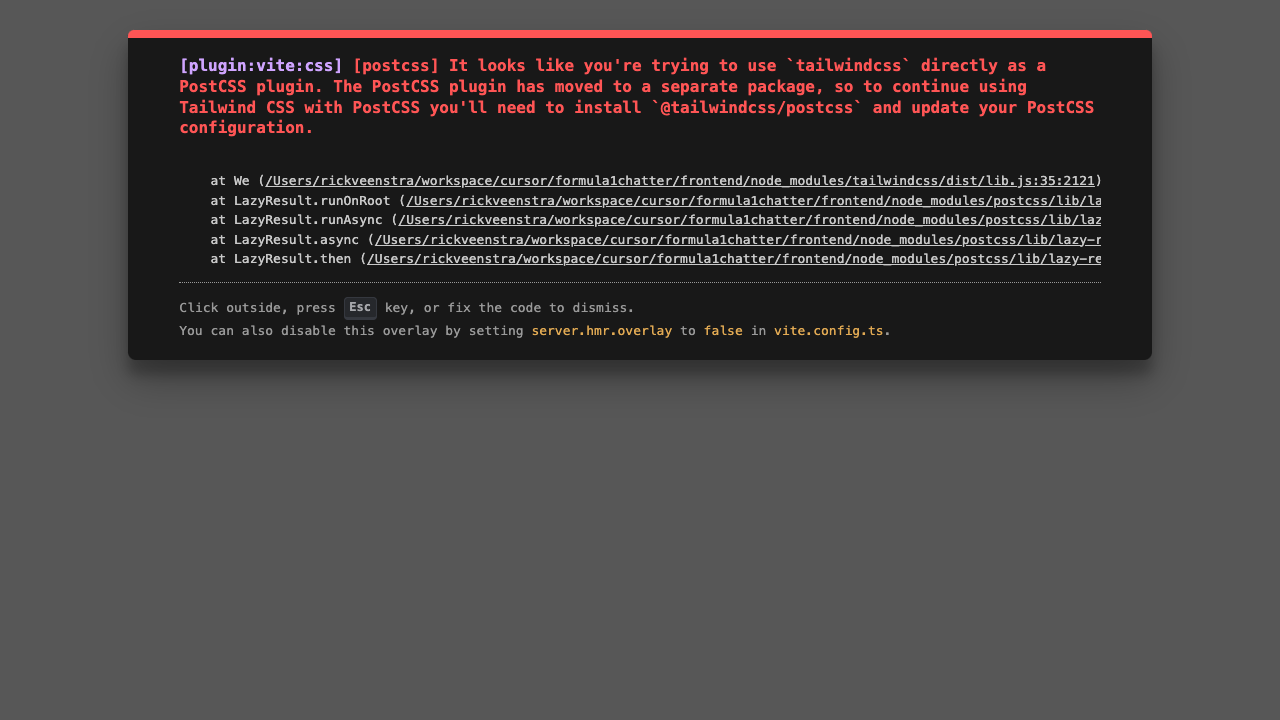 [plugin:vite:css] [postcss] It looks like you're trying to use `tailwindcss` directly as a
PostCSS plugin. The PostCSS plugin has moved to a separate package, so to continue using
Tailwind CSS with PostCSS you'll need to install `@tailwindcss/postcss` and update your PostCSS
configuration.
at We (/Users/rickveenstra/workspace/cursor/formula1chatter/frontend/node_modules/tailwindcss/dist/lib.js:35:2121)
at LazyResult.runOnRoot (/Users/rickveenstra/workspace/cursor/formula1chatter/frontend/node_modules/postcss/lib/la
at LazyResult.runAsync (/Users/rickveenstra/workspace/cursor/formula1chatter/frontend/node_modules/postcss/lib/laz
at LazyResult.async (/Users/rickveenstra/workspace/cursor/formula1chatter/frontend/node_modules/postcss/lib/lazy-r
at LazyResult.then (/Users/rickveenstra/workspace/cursor/formula1chatter/frontend/node_modules/postcss/lib/lazy-re
Click outside, press Esc key, or fix the code to dismiss.
You can also disable this overlay by setting server.hmr.overlay to false in vite.config.ts.